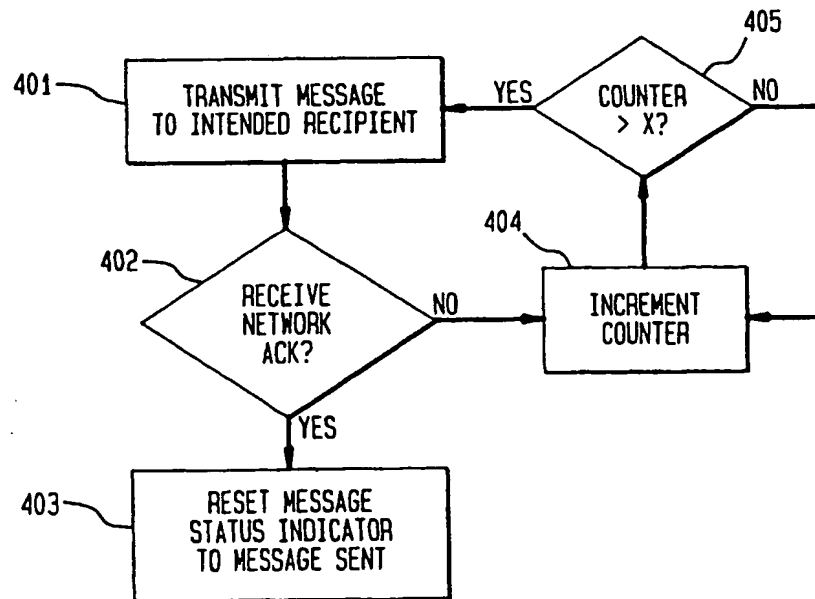 401
TRANSMIT MESSAGE
TO INTENDED RECIPIENT
YES
COUNTER
> X?
NO
405
402
RECEIVE
NETWORK
ACK?
NO
404
INCREMENT
COUNTER
YES
403
RESET MESSAGE
STATUS INDICATOR
TO MESSAGE SENT